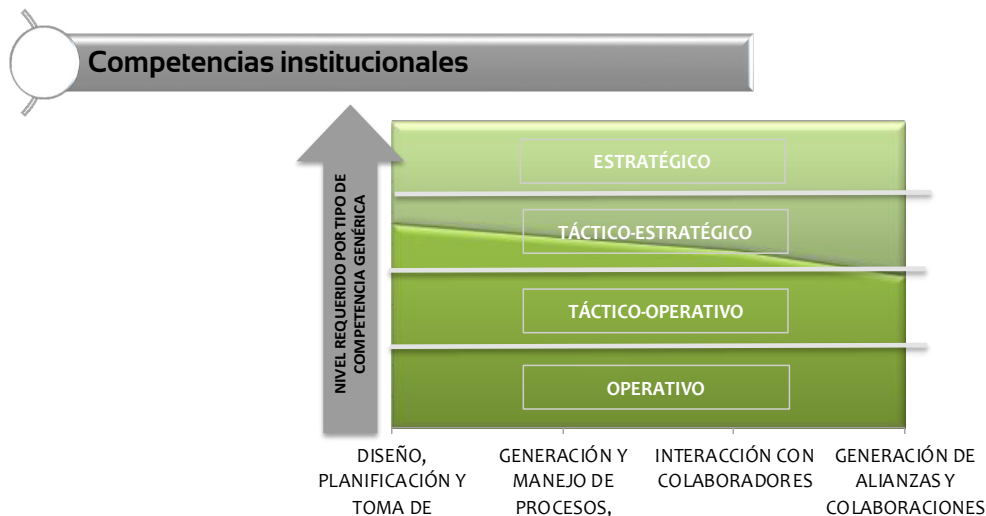 Competencias institucionales
NIVEL REQUERIDO POR TIPO DE
COMPETENCIA GENÉRICA
ESTRATÉGICO
TÁCTICO-ESTRATÉGICO
TÁCTICO-OPERATIVO
OPERATIVO
DISEÑO,
PLANIFICACIÓN Y
TOMA DE
GENERACIÓN Y
MANEJO DE
PROCESOS,
INTERACCIÓN CON
COLABORADORES
GENERACIÓN DE
ALIANZAS Y
COLABORACIONES